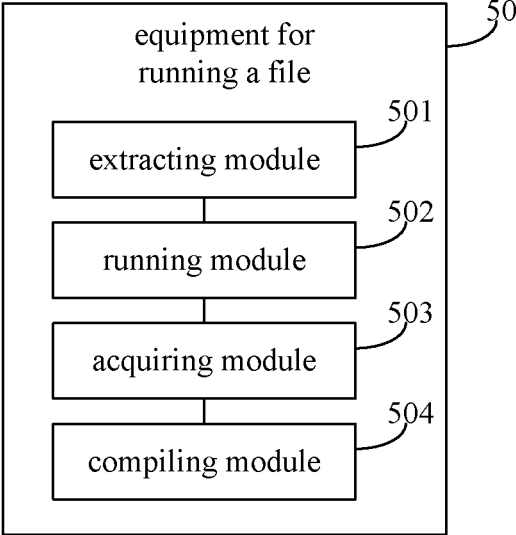 50
equipment for
running a file
501
extracting module
502
running module
503
acquiring module
504
compiling module